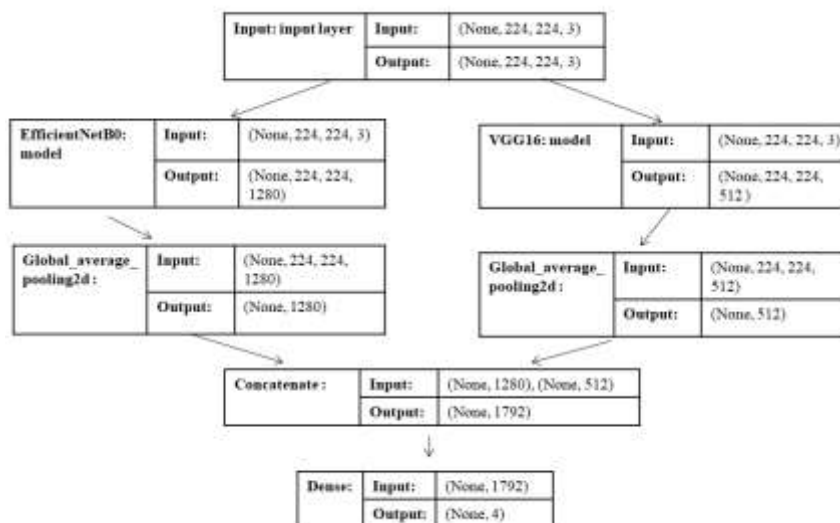 Input: input layer
Input: (None, 224, 224, 3)
Output: (None, 224, 224, 3)
EfficientNetB0:
model
Input: (None, 224, 224, 3)
Output: (None, 224, 224,
1280)
VGG16: model
Input: (None, 224, 224, 3)
Output: (None, 224, 224,
512 )
Global_average_
pooling2d :
Input: (None, 224, 224,
1280)
Output: (None, 1280)
Global_average_
pooling2d :
Input: (None, 224, 224,
512)
Output: (None, 512)
Concatenate :
Input: (None, 1280), (None, 512)
Output: (None, 1792)
Dense:
Input: (None, 1792)
Output: (None, 4)